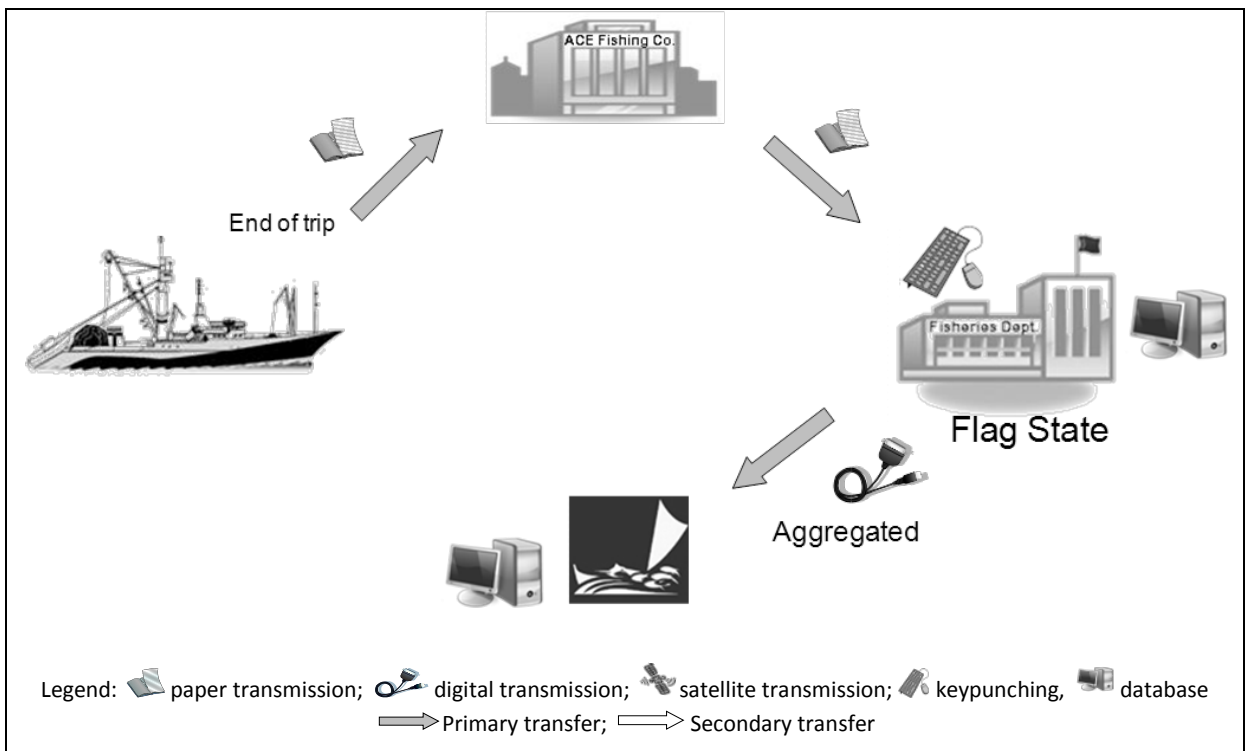 ACE Fishing Co.
End of trip
Fisheries Dept.
Flag State
Aggregated
Legend: paper transmission; digital transmission; satellite transmission; keypunching, database
Primary transfer; Secondary transfer